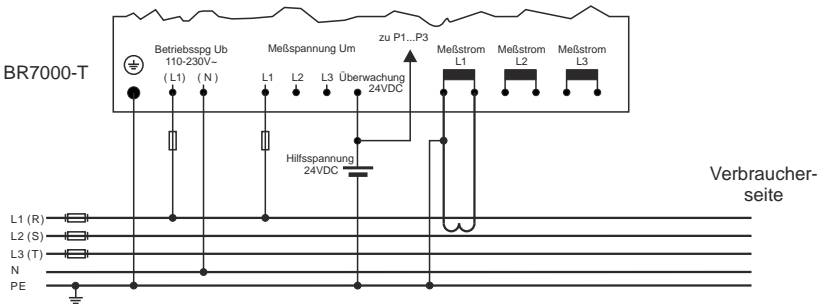 zu P1...P3
Betriebsspg Ub
110-230V~
( L1) ( N )
Meßspannung Um
L1 L2 L3 Überwachung
24VDC
Meßstrom
L1
Meßstrom
L2
Meßstrom
L3
BR7000-T
Hilfsspannung
24VDC
Verbraucher-
seite
L1 (R)
L2 (S)
L3 (T)
N
PE